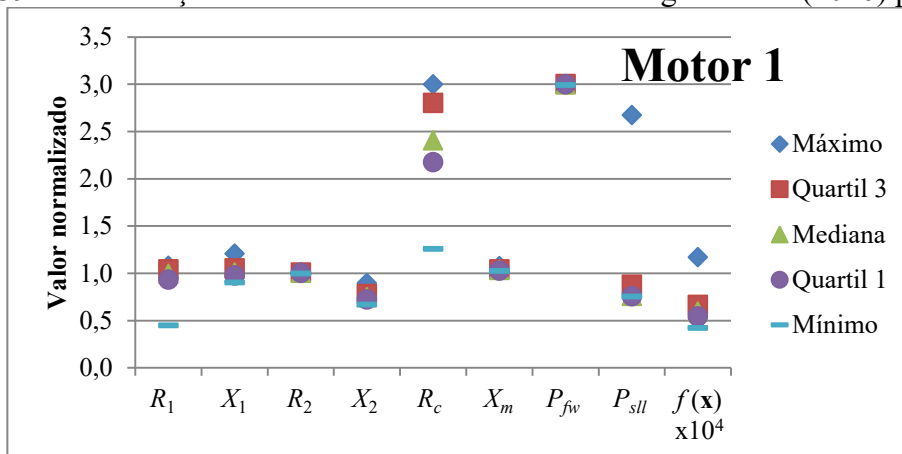 3,5
3,0
2,5
2,0
1,5
1,0
0,5
0,0
Valor normalizado
Motor 1
Máximo
Quartil 3
Mediana
Quartil 1
Mínimo
R1 X1 R2 X2 Rc Xm Pfw Psll f (x)
x10^4